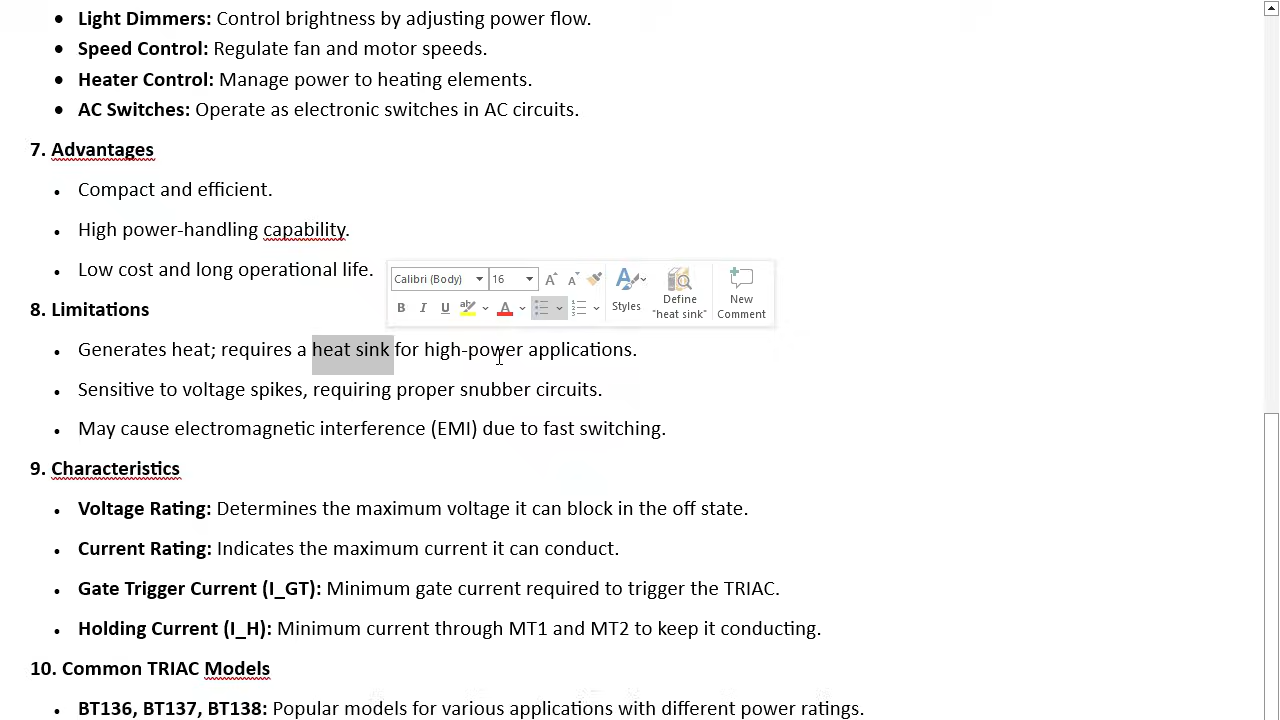 • Light Dimmers: Control brightness by adjusting power flow.
• Speed Control: Regulate fan and motor speeds.
• Heater Control: Manage power to heating elements.
• AC Switches: Operate as electronic switches in AC circuits.
7. Advantages
• Compact and efficient.
• High power-handling capability.
• Low cost and long operational life.
Calibri (Body) 16
B I U ab A Styles Define "heat sink" New Comment
8. Limitations
• Generates heat; requires a heat sink for high-power applications.
• Sensitive to voltage spikes, requiring proper snubber circuits.
• May cause electromagnetic interference (EMI) due to fast switching.
9. Characteristics
• Voltage Rating: Determines the maximum voltage it can block in the off state.
• Current Rating: Indicates the maximum current it can conduct.
• Gate Trigger Current (I_GT): Minimum gate current required to trigger the TRIAC.
• Holding Current (I_H): Minimum current through MT1 and MT2 to keep it conducting.
10. Common TRIAC Models
• BT136, BT137, BT138: Popular models for various applications with different power ratings.